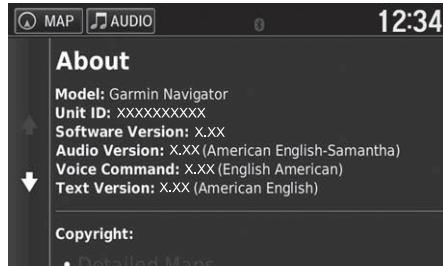 MAP AUDIO 12:34
About
Model: Garmin Navigator
Unit ID: XXXXXXXXXX
Software Version: X.XX
Audio Version: X.XX (American English-Samantha)
Voice Command: X.XX (English American)
Text Version: X.XX (American English)
Copyright:
• Detailed Maps